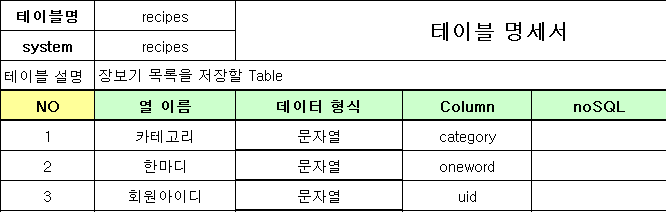 테이블명 recipes 테이블 명세서
system recipes
테이블 설명 장보기 목록을 저장할 Table
NO 열 이름 데이터 형식 Column noSQL
1 카테고리 문자열 category
2 한마디 문자열 oneword
3 회원아이디 문자열 uid